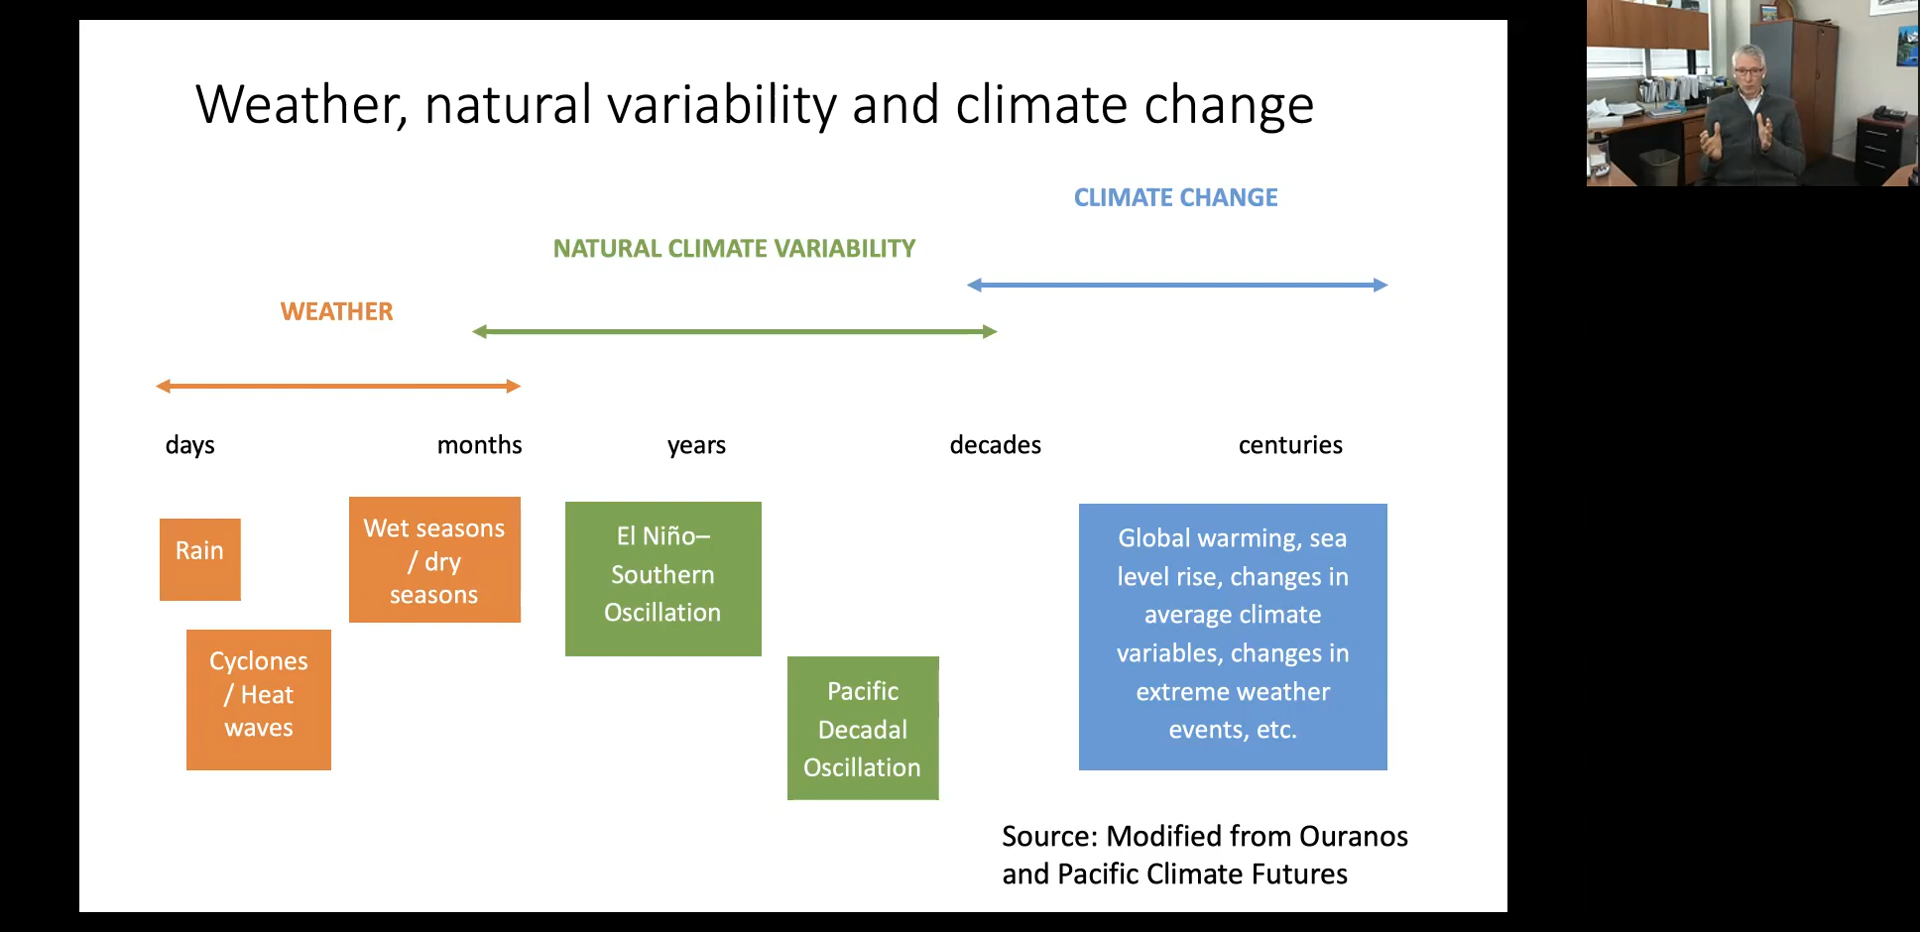 Weather, natural variability and climate change
CLIMATE CHANGE
NATURAL CLIMATE VARIABILITY
WEATHER
days
months
years
decades
centuries
Rain
Cyclones
/ Heat
waves
Wet seasons
/ dry
seasons
El Niño–
Southern
Oscillation
Pacific
Decadal
Oscillation
Global warming, sea
level rise, changes in
average climate
variables, changes in
extreme weather
events, etc.
Source: Modified from Ouranos
and Pacific Climate Futures